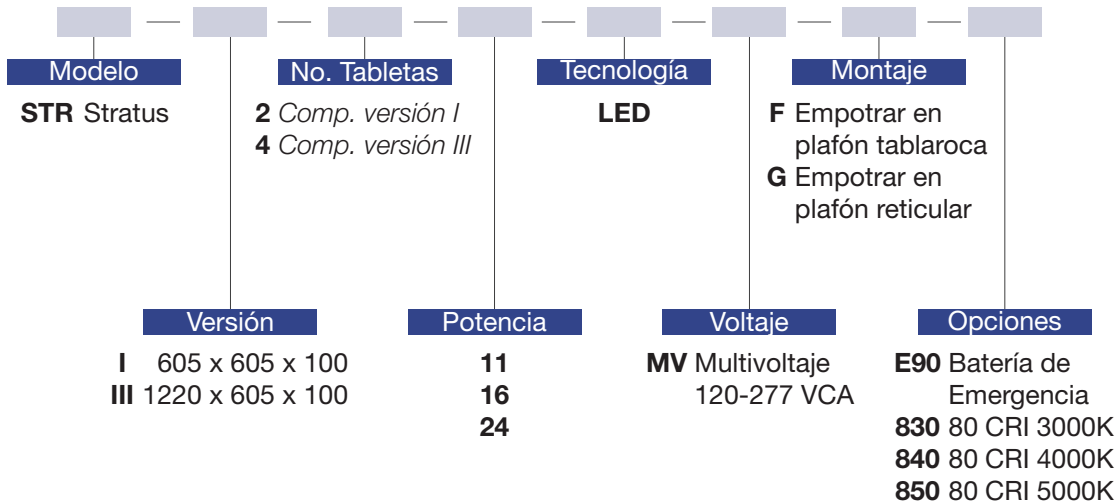 Modelo
STR Stratus
No. Tabletas
2 Comp. versión I
4 Comp. versión III
Tecnología
LED
Montaje
F Empotrar en
plafón tablaroca
G Empotrar en
plafón reticular
Versión
I 605 x 605 x 100
III 1220 x 605 x 100
Potencia
11
16
24
Voltaje
MV Multivoltaje
120-277 VCA
Opciones
E90 Batería de
Emergencia
830 80 CRI 3000K
840 80 CRI 4000K
850 80 CRI 5000K